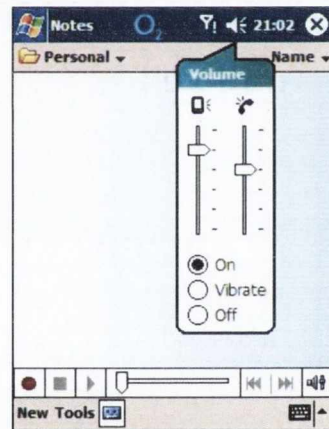 Notes O2 21:02
Personal Name
Volume
On
Vibrate
Off
New Tools